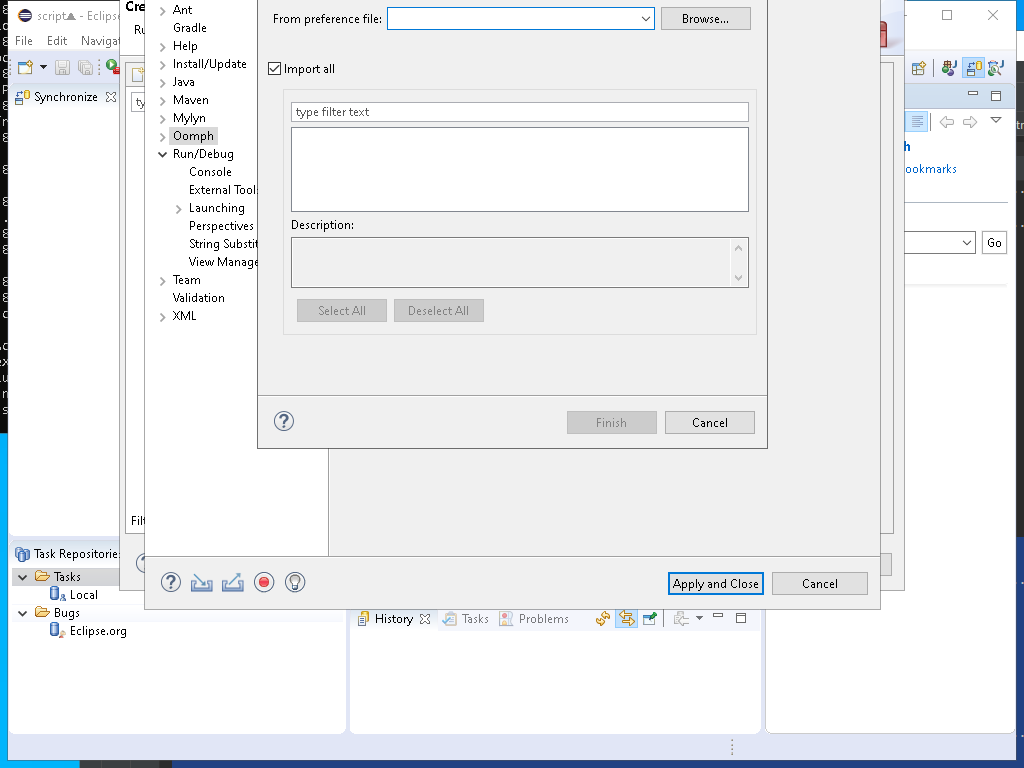 script - Eclipse
File Edit Naviga
Synchronize
Cre
Ru
ty
Filt
Ant
Gradle
Help
Install/Update
Java
Maven
Mylyn
Oomph
Run/Debug
Console
External Tool
Launching
Perspectives
String Substit
View Manage
Team
Validation
XML
From preference file:
Browse...
Import all
type filter text
Description:
Select All
Deselect All
Finish
Cancel
Apply and Close
Cancel
h
ookmarks
Go
Task Repositorie
Tasks
Local
Bugs
Eclipse.org
History
Tasks
Problems